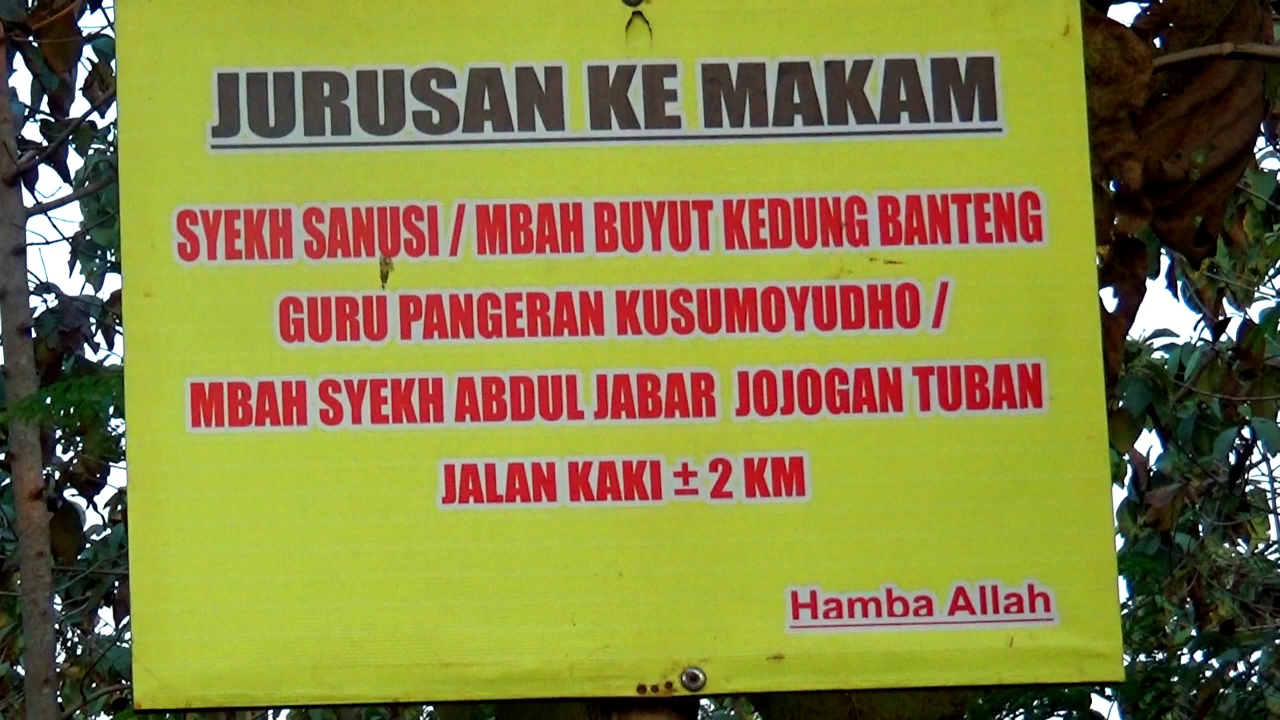 JURUSAN KE MAKAM
SYEKH SANUSI / MBAH BUYUT KEDUNG BANTENG
GURU PANGERAN KUSUMOYUDHO /
MBAH SYEKH ABDUL JABAR JOJOGAN TUBAN
JALAN KAKI ± 2 KM
Hamba Allah